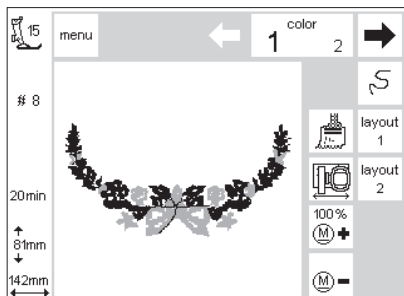 15
menu
color
1
2
# 8
layout
1
layout
2
20min
100%
M +
81mm
M -
142mm